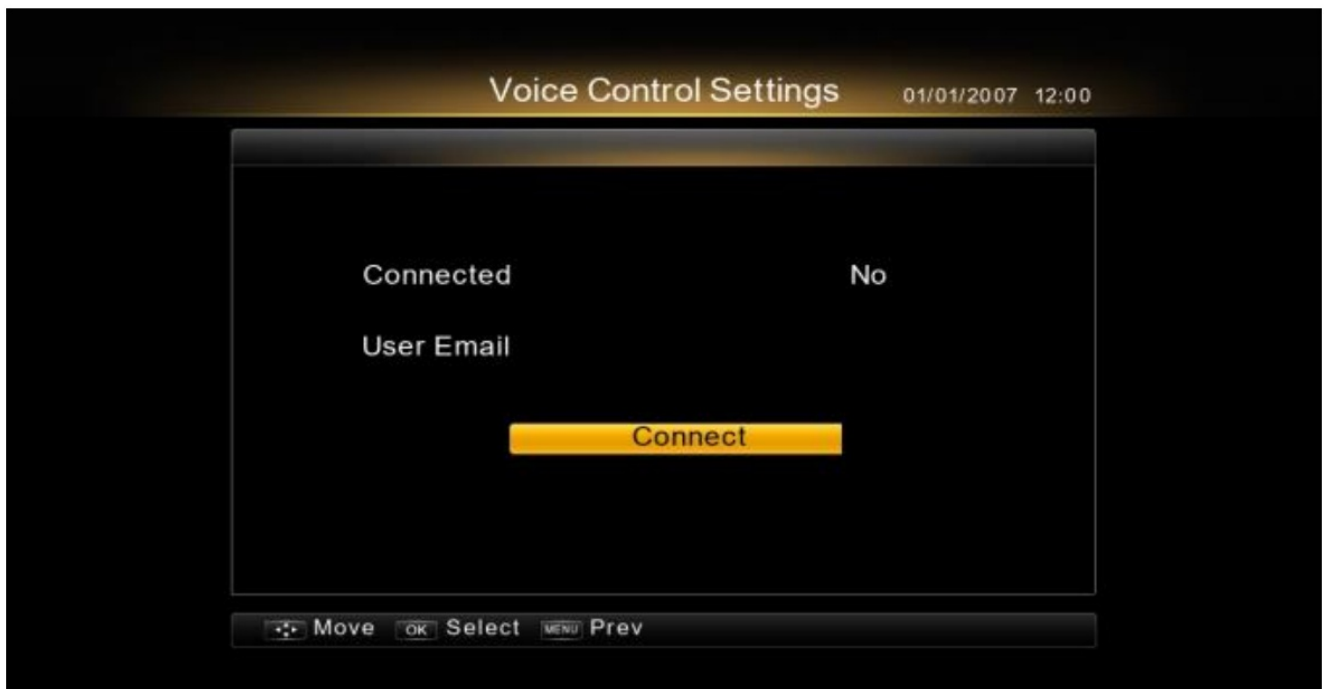 Voice Control Settings 01/01/2007 12:00
Connected No
User Email
Connect
Move OK Select MENU Prev